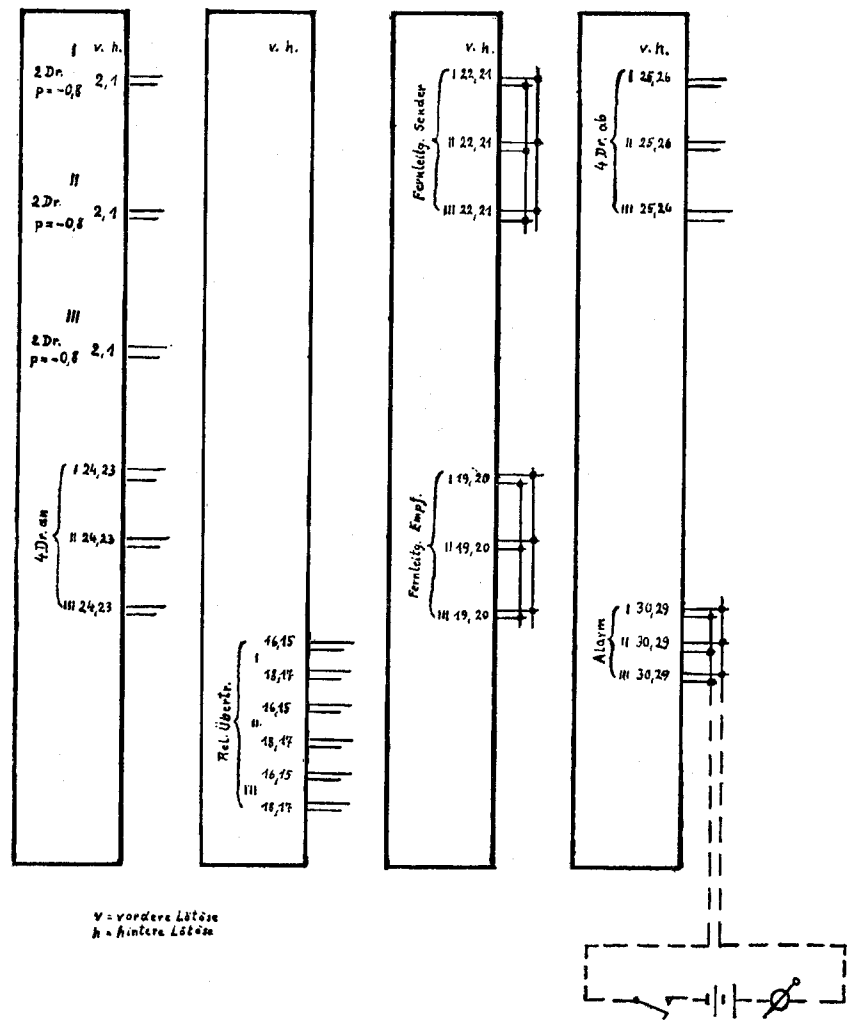 I v. h.
2 Dr.
p = -0,8 2,1
II
2 Dr. 2,1
p = -0,8
III
2 Dr.
p = -0,8 2,1
4 Dr. an
I 24,23
II 24,23
III 24,23
v. h.
Rel. Übertr.
16,15
I
18,17
16,15
II.
18,17
16,15
III
18,17
v. h.
Fernleitg. Sender
I 22,21
II 22,21
III 22,21
Fernleitg. Empf.
I 19,20
II 19,20
III 19,20
v. h.
4 Dr. ab
I 25,26
II 25,26
III 25,26
Alarm
I 30,29
II 30,29
III 30,29
v = vordere Lötöse
h = hintere Lötöse